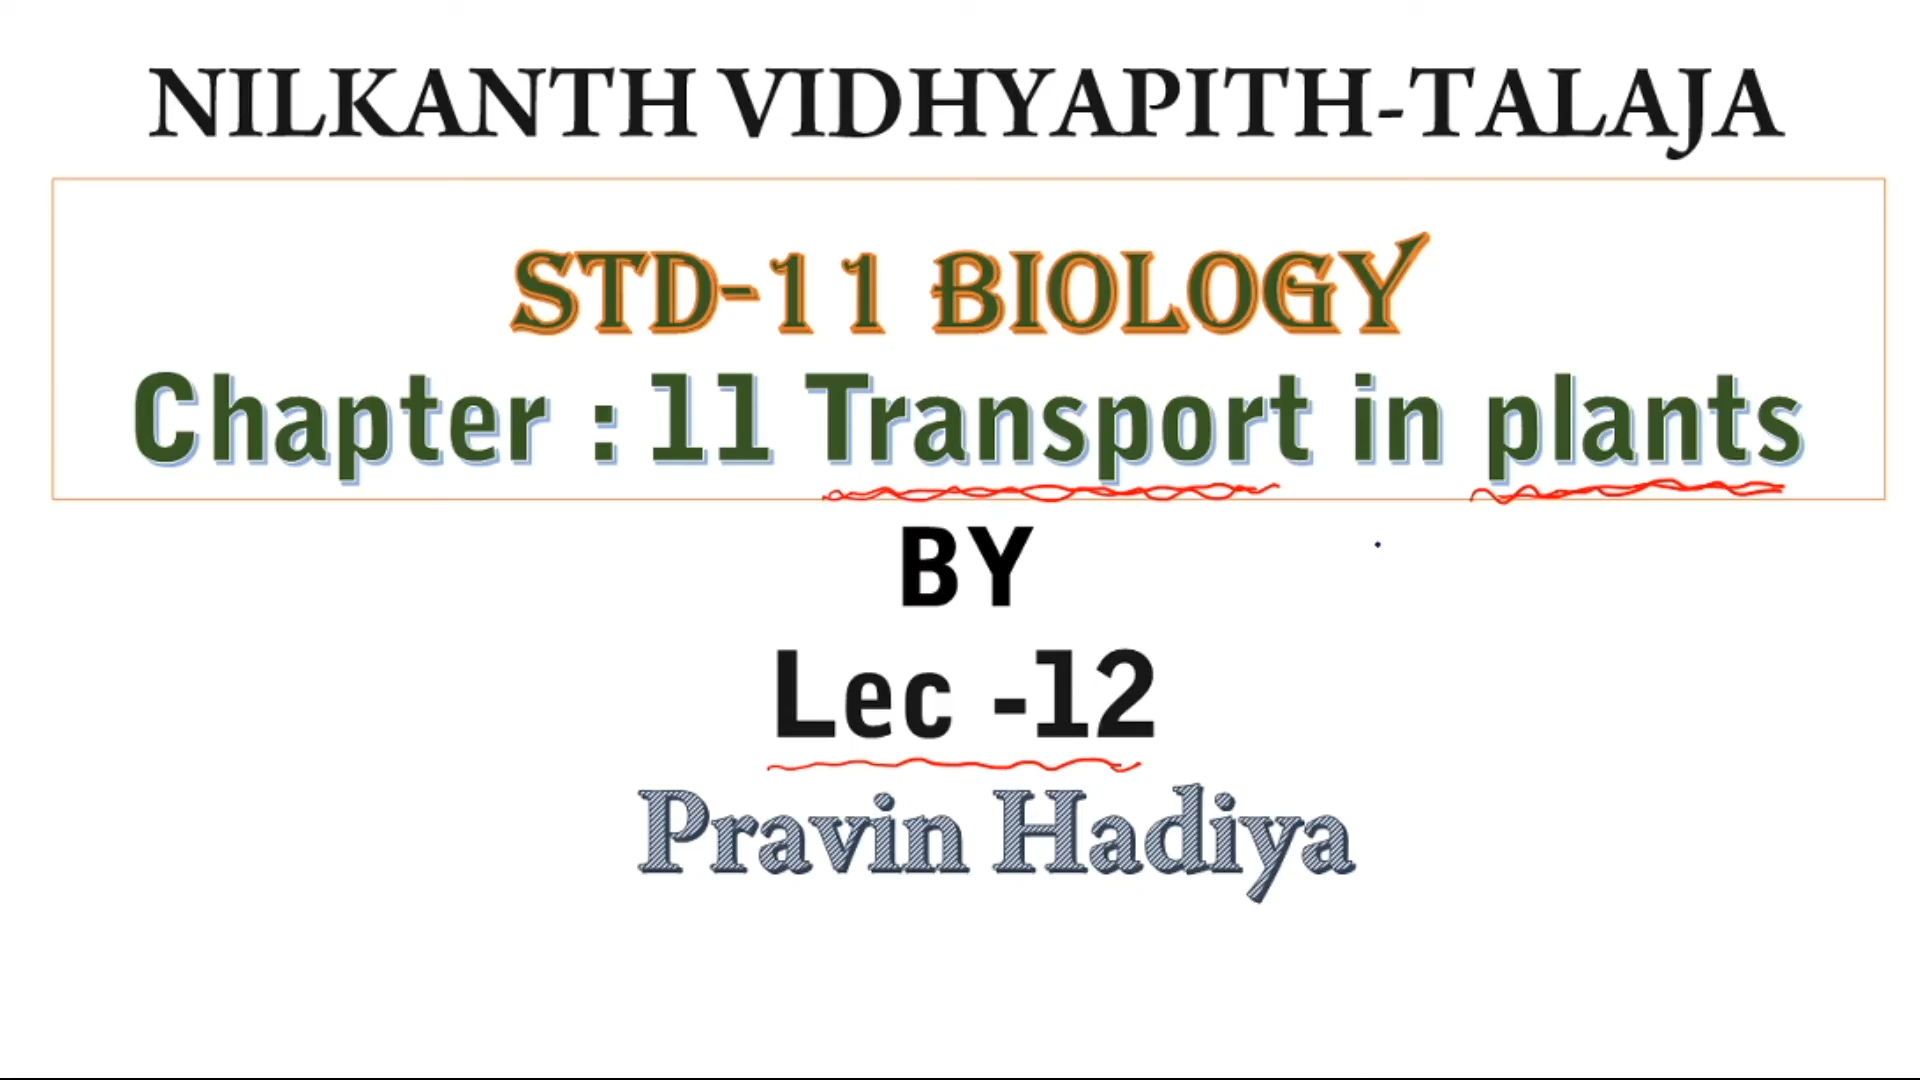 NILKANTH VIDHYAPITH-TALAJA
STD-11 BIOLOGY
Chapter : 11 Transport in plants
BY
Lec -12
Pravin Hadiya